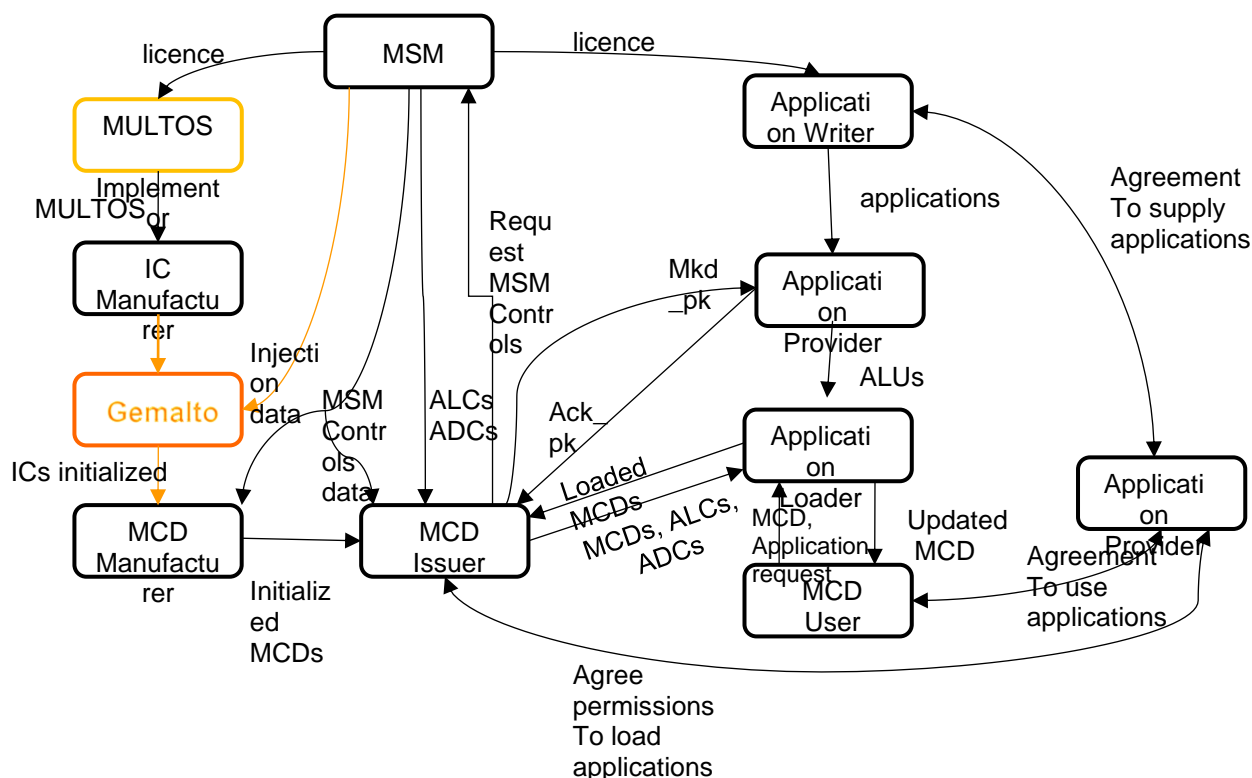 licence
MSM
licence
MULTOS
Implement
or
MULTOS
IC
Manufactu
rer
Gemalto
ICs initialized
MCD
Manufactu
rer
Injecti
on
data
MSM
Contr
ols
data
ALCs
ADCs
Requ
est
MSM
Contr
ols
Initializ
ed
MCDs
MCD
Issuer
Mkd
_pk
Ack_
pk
Loaded
MCDs
MCDs, ALCs,
ADCs
Applicati
on Writer
applications
Applicati
on
Provider
ALUs
Applicati
on
Loader
MCD,
Application
request
Updated
MCD
MCD
User
Agreement
To supply
applications
Applicati
on
Provider
Agreement
To use
applications
Agree
permissions
To load
applications